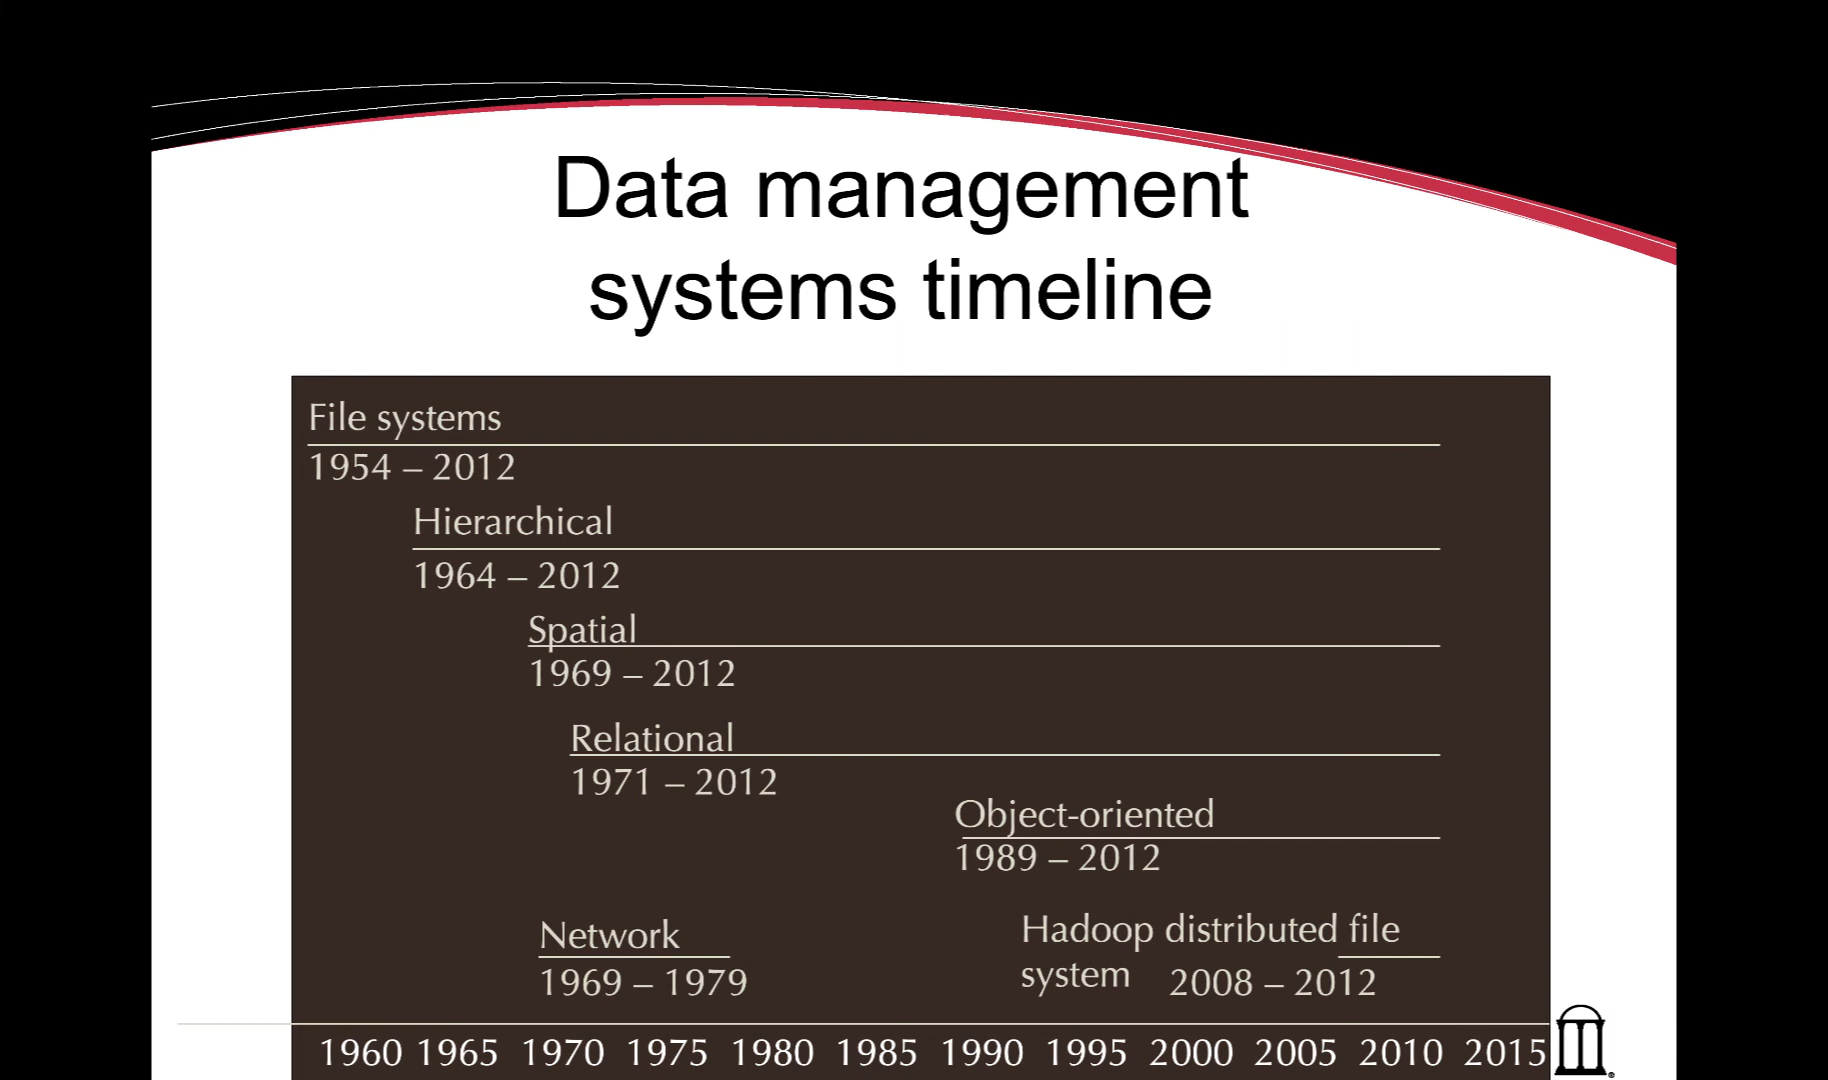 Data management
systems timeline
File systems
1954 – 2012
Hierarchical
1964 – 2012
Spatial
1969 – 2012
Relational
1971 – 2012
Object-oriented
1989 – 2012
Network
1969 – 1979
Hadoop distributed file
system 2008 – 2012
1960 1965 1970 1975 1980 1985 1990 1995 2000 2005 2010 2015
®